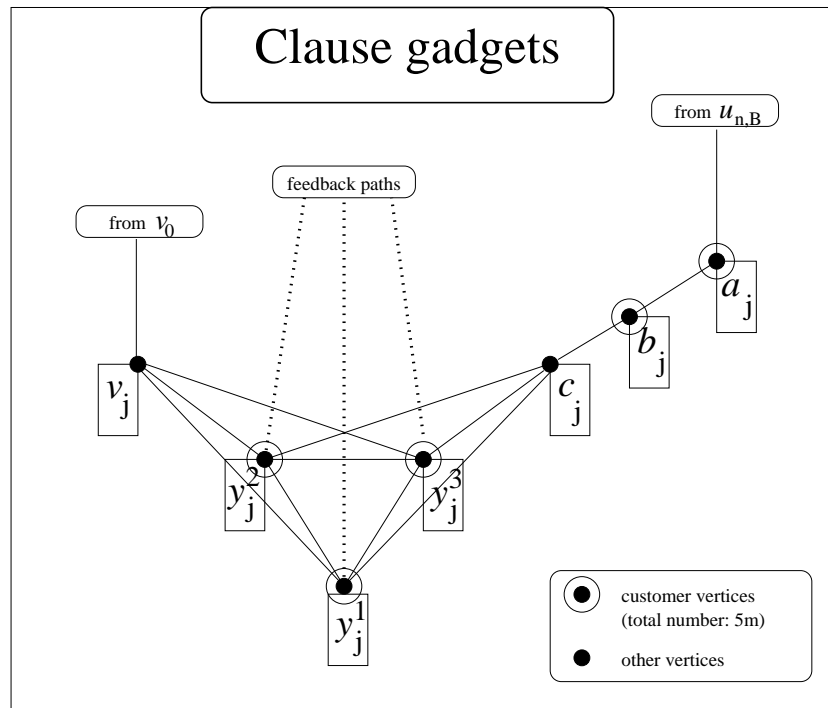 Clause gadgets
from u_{n,B}
feedback paths
from v_0
a_j
b_j
v_j
c_j
y_j^2
y_j^3
y_j^1
customer vertices
(total number: 5m)
other vertices